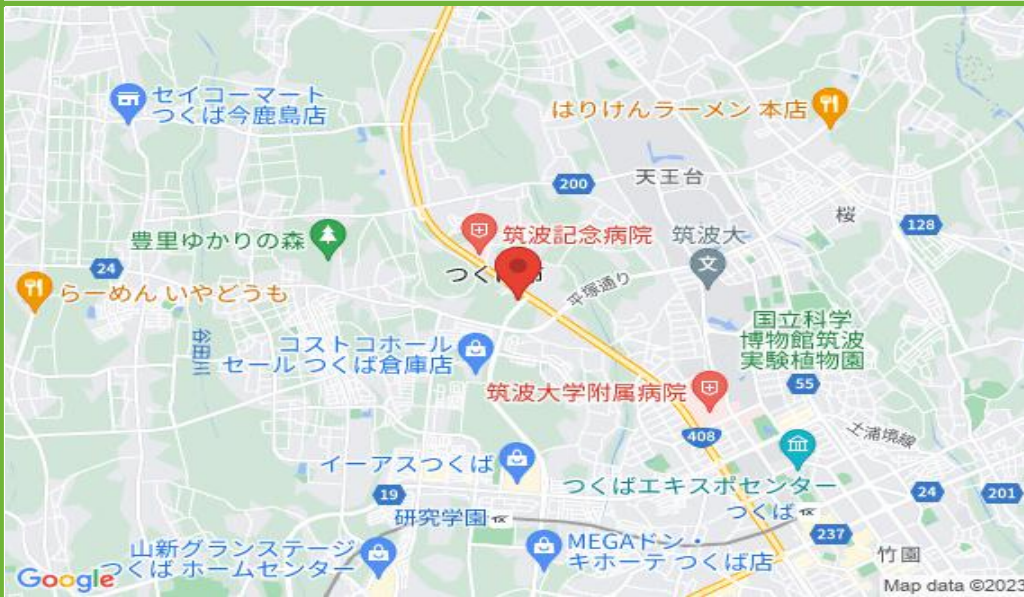 セイコーマート
つくば今鹿島店
はりけんラーメン 本店
200
天王台
桜
128
豊里ゆかりの森
筑波記念病院
筑波大
文
24
つく
らーめん いやどうも
平塚通り
谷田川
コストコホール
セール つくば倉庫店
国立科学
博物館筑波
実験植物園
筑波大学附属病院
55
408
土浦境線
イーアスつくば
つくばエキスポセンター
19
24
201
研究学園
つくば
237
山新グランステージ
つくば ホームセンター
MEGAドン・
キホーテ つくば店
竹園
Google
Map data ©2023